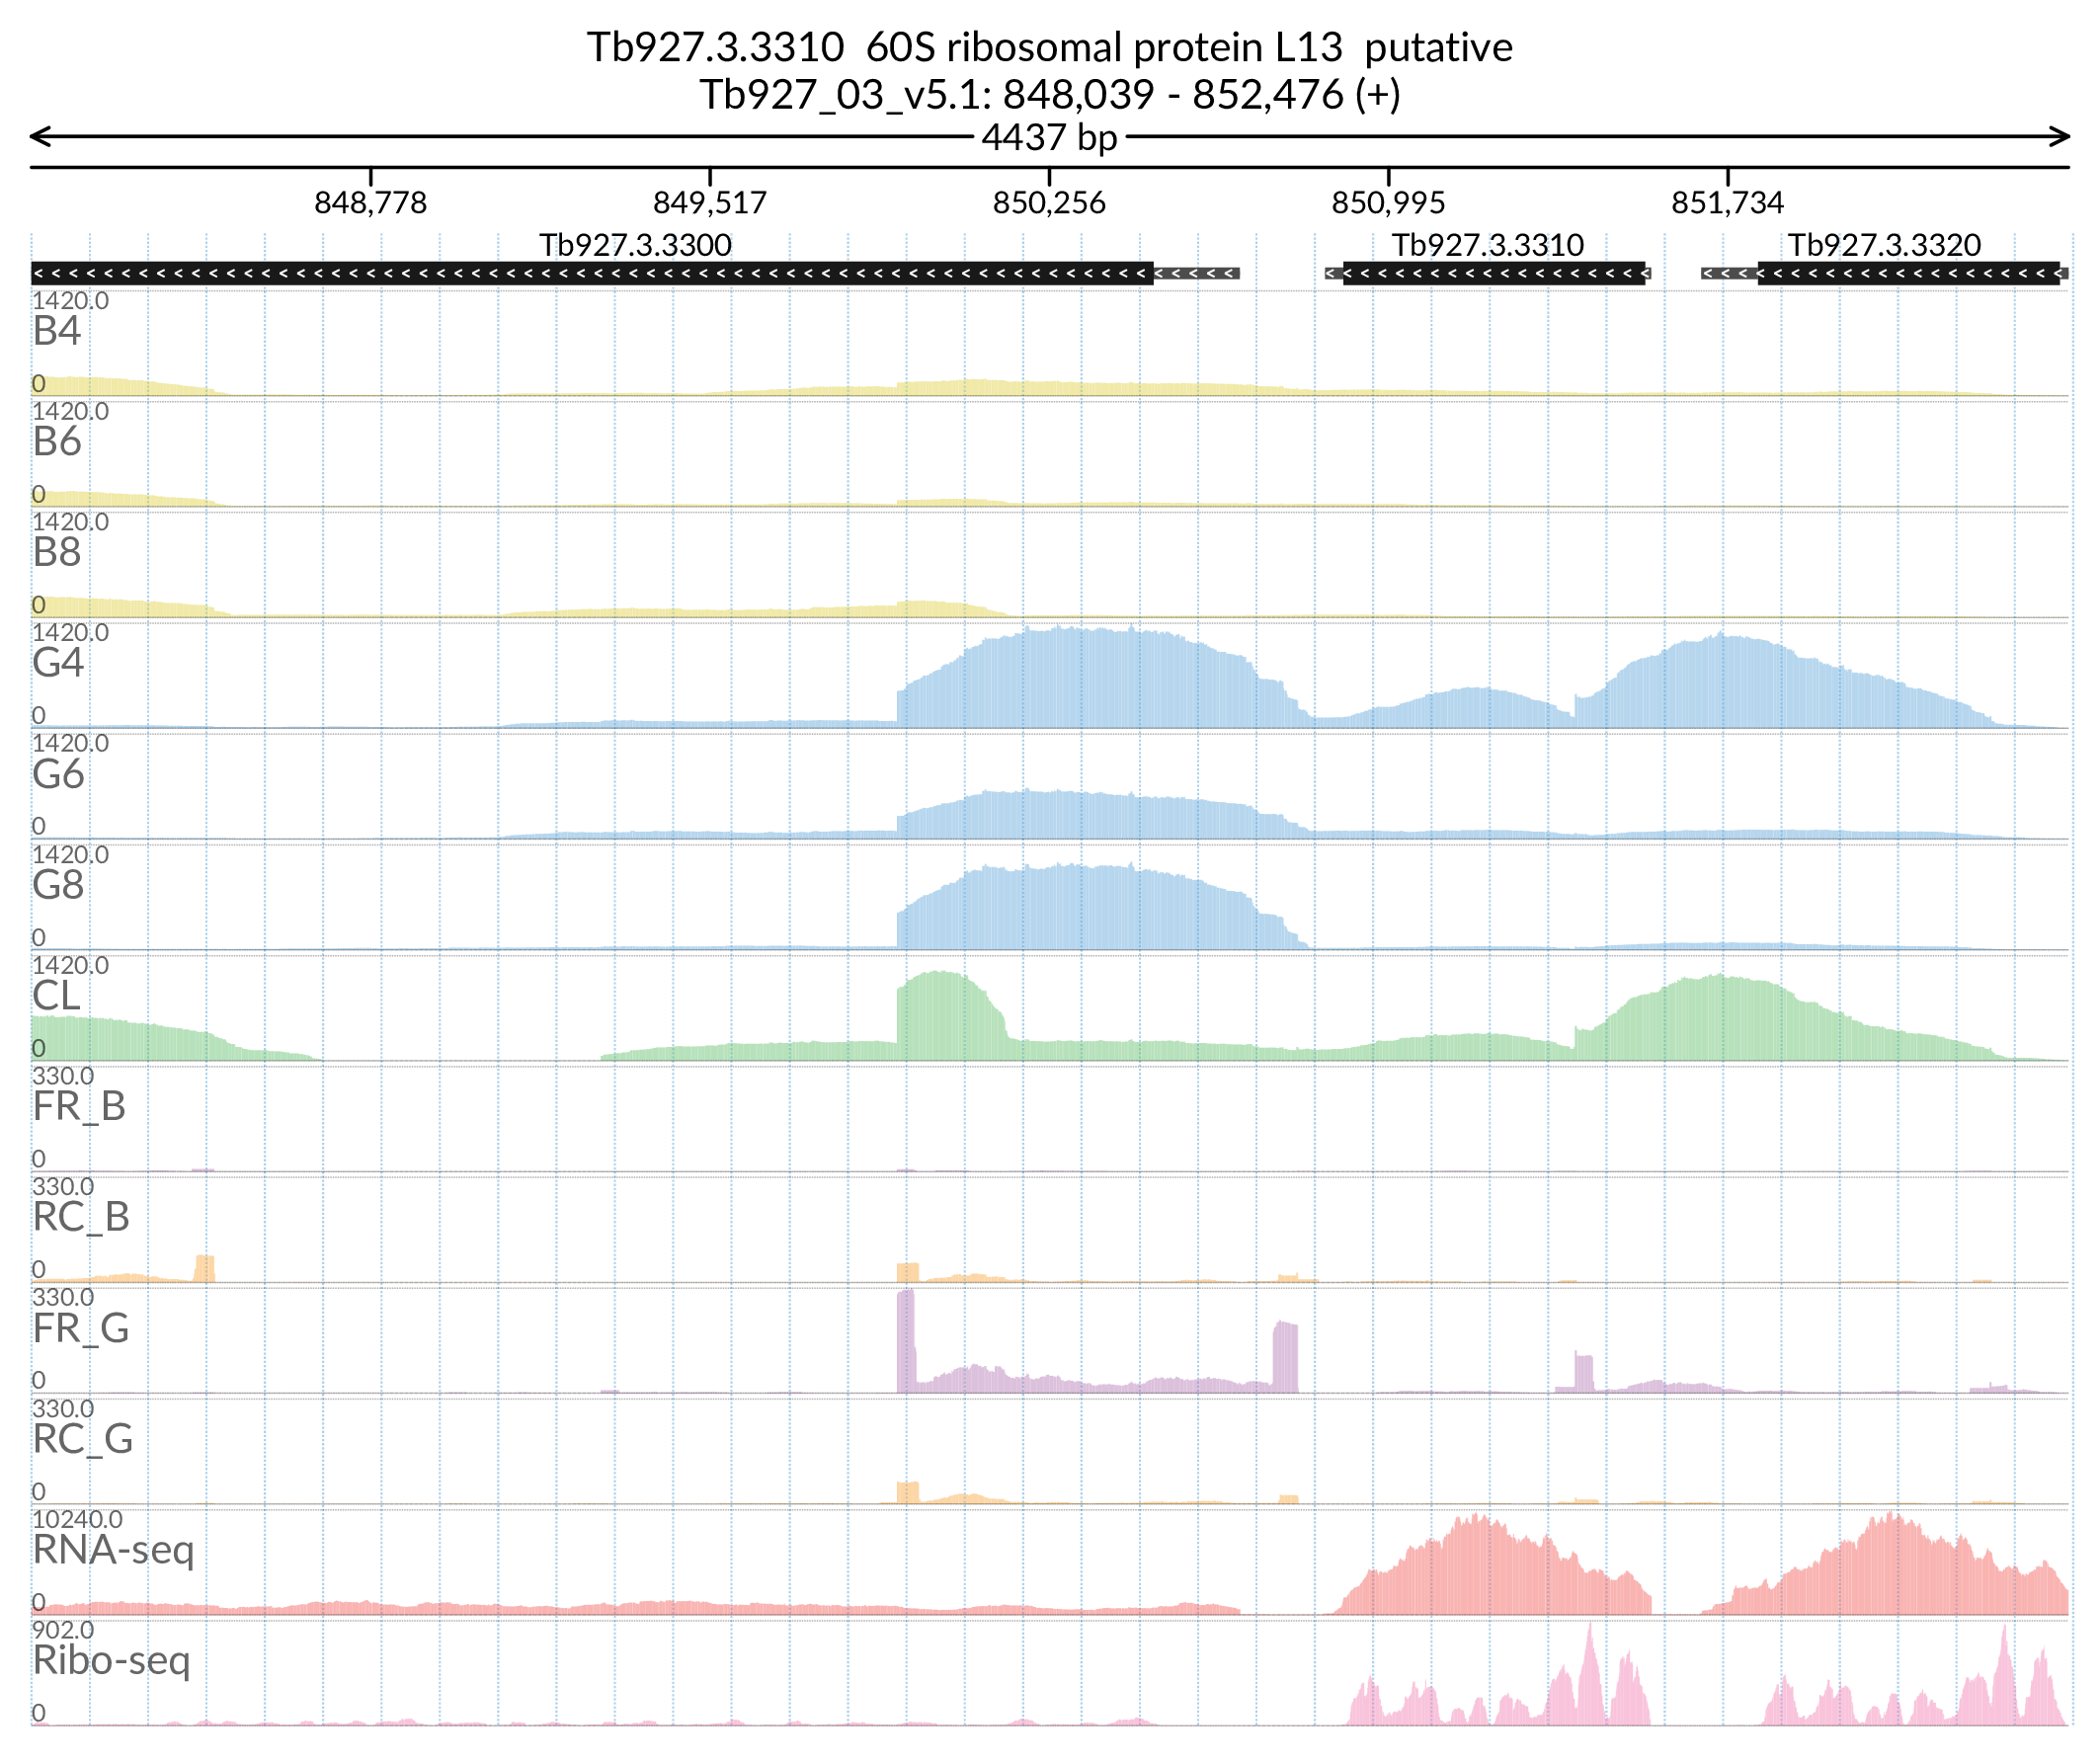 Tb927.3.3310  60S ribosomal protein L13  putative
Tb927_03_v5.1: 848,039 - 852,476 (+)
4437 bp
848,778 849,517 850,256 850,995 851,734
Tb927.3.3300 Tb927.3.3310 Tb927.3.3320
1420.0
B4
0
1420.0
B6
0
1420.0
B8
0
1420.0
G4
0
1420.0
G6
0
1420.0
G8
0
1420.0
CL
0
330.0
FR_B
0
330.0
RC_B
0
330.0
FR_G
0
330.0
RC_G
0
10240.0
RNA-seq
0
902.0
Ribo-seq
0